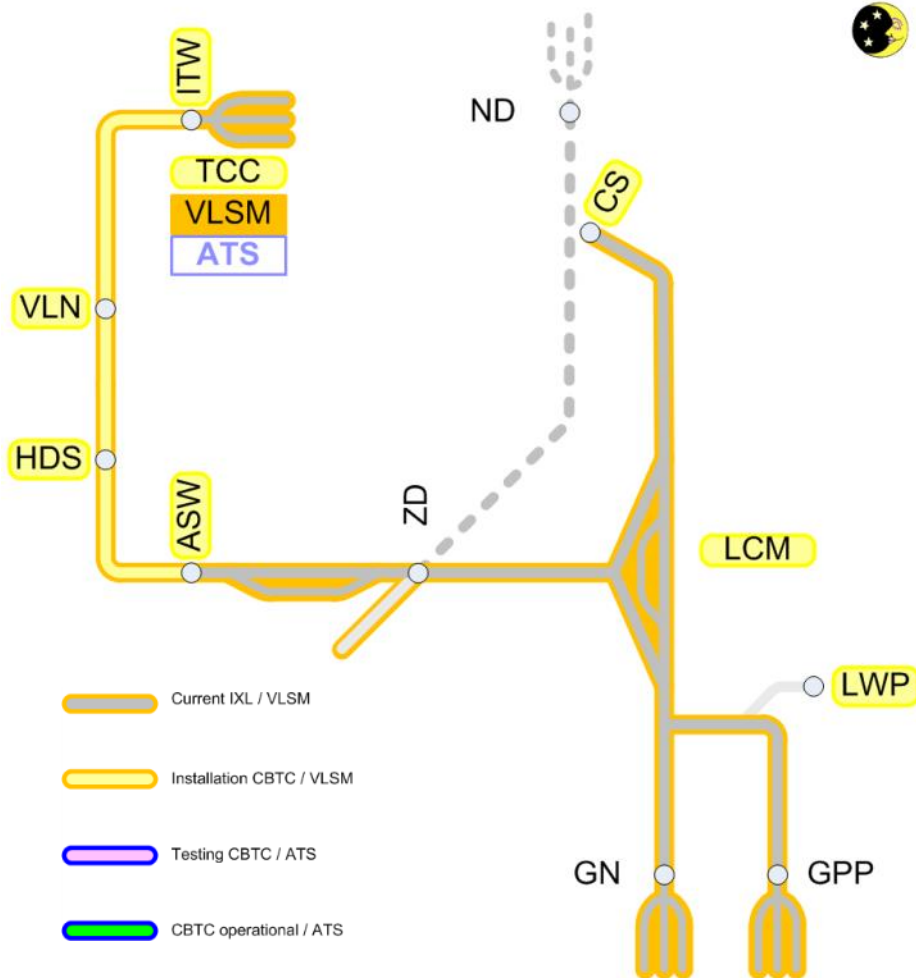 ITW
ND
TCC
CS
VLSM
ATS
VLN
HDS
ASW
ZD
LCM
LWP
Current IXL / VLSM
Installation CBTC / VLSM
Testing CBTC / ATS
GN
GPP
CBTC operational / ATS